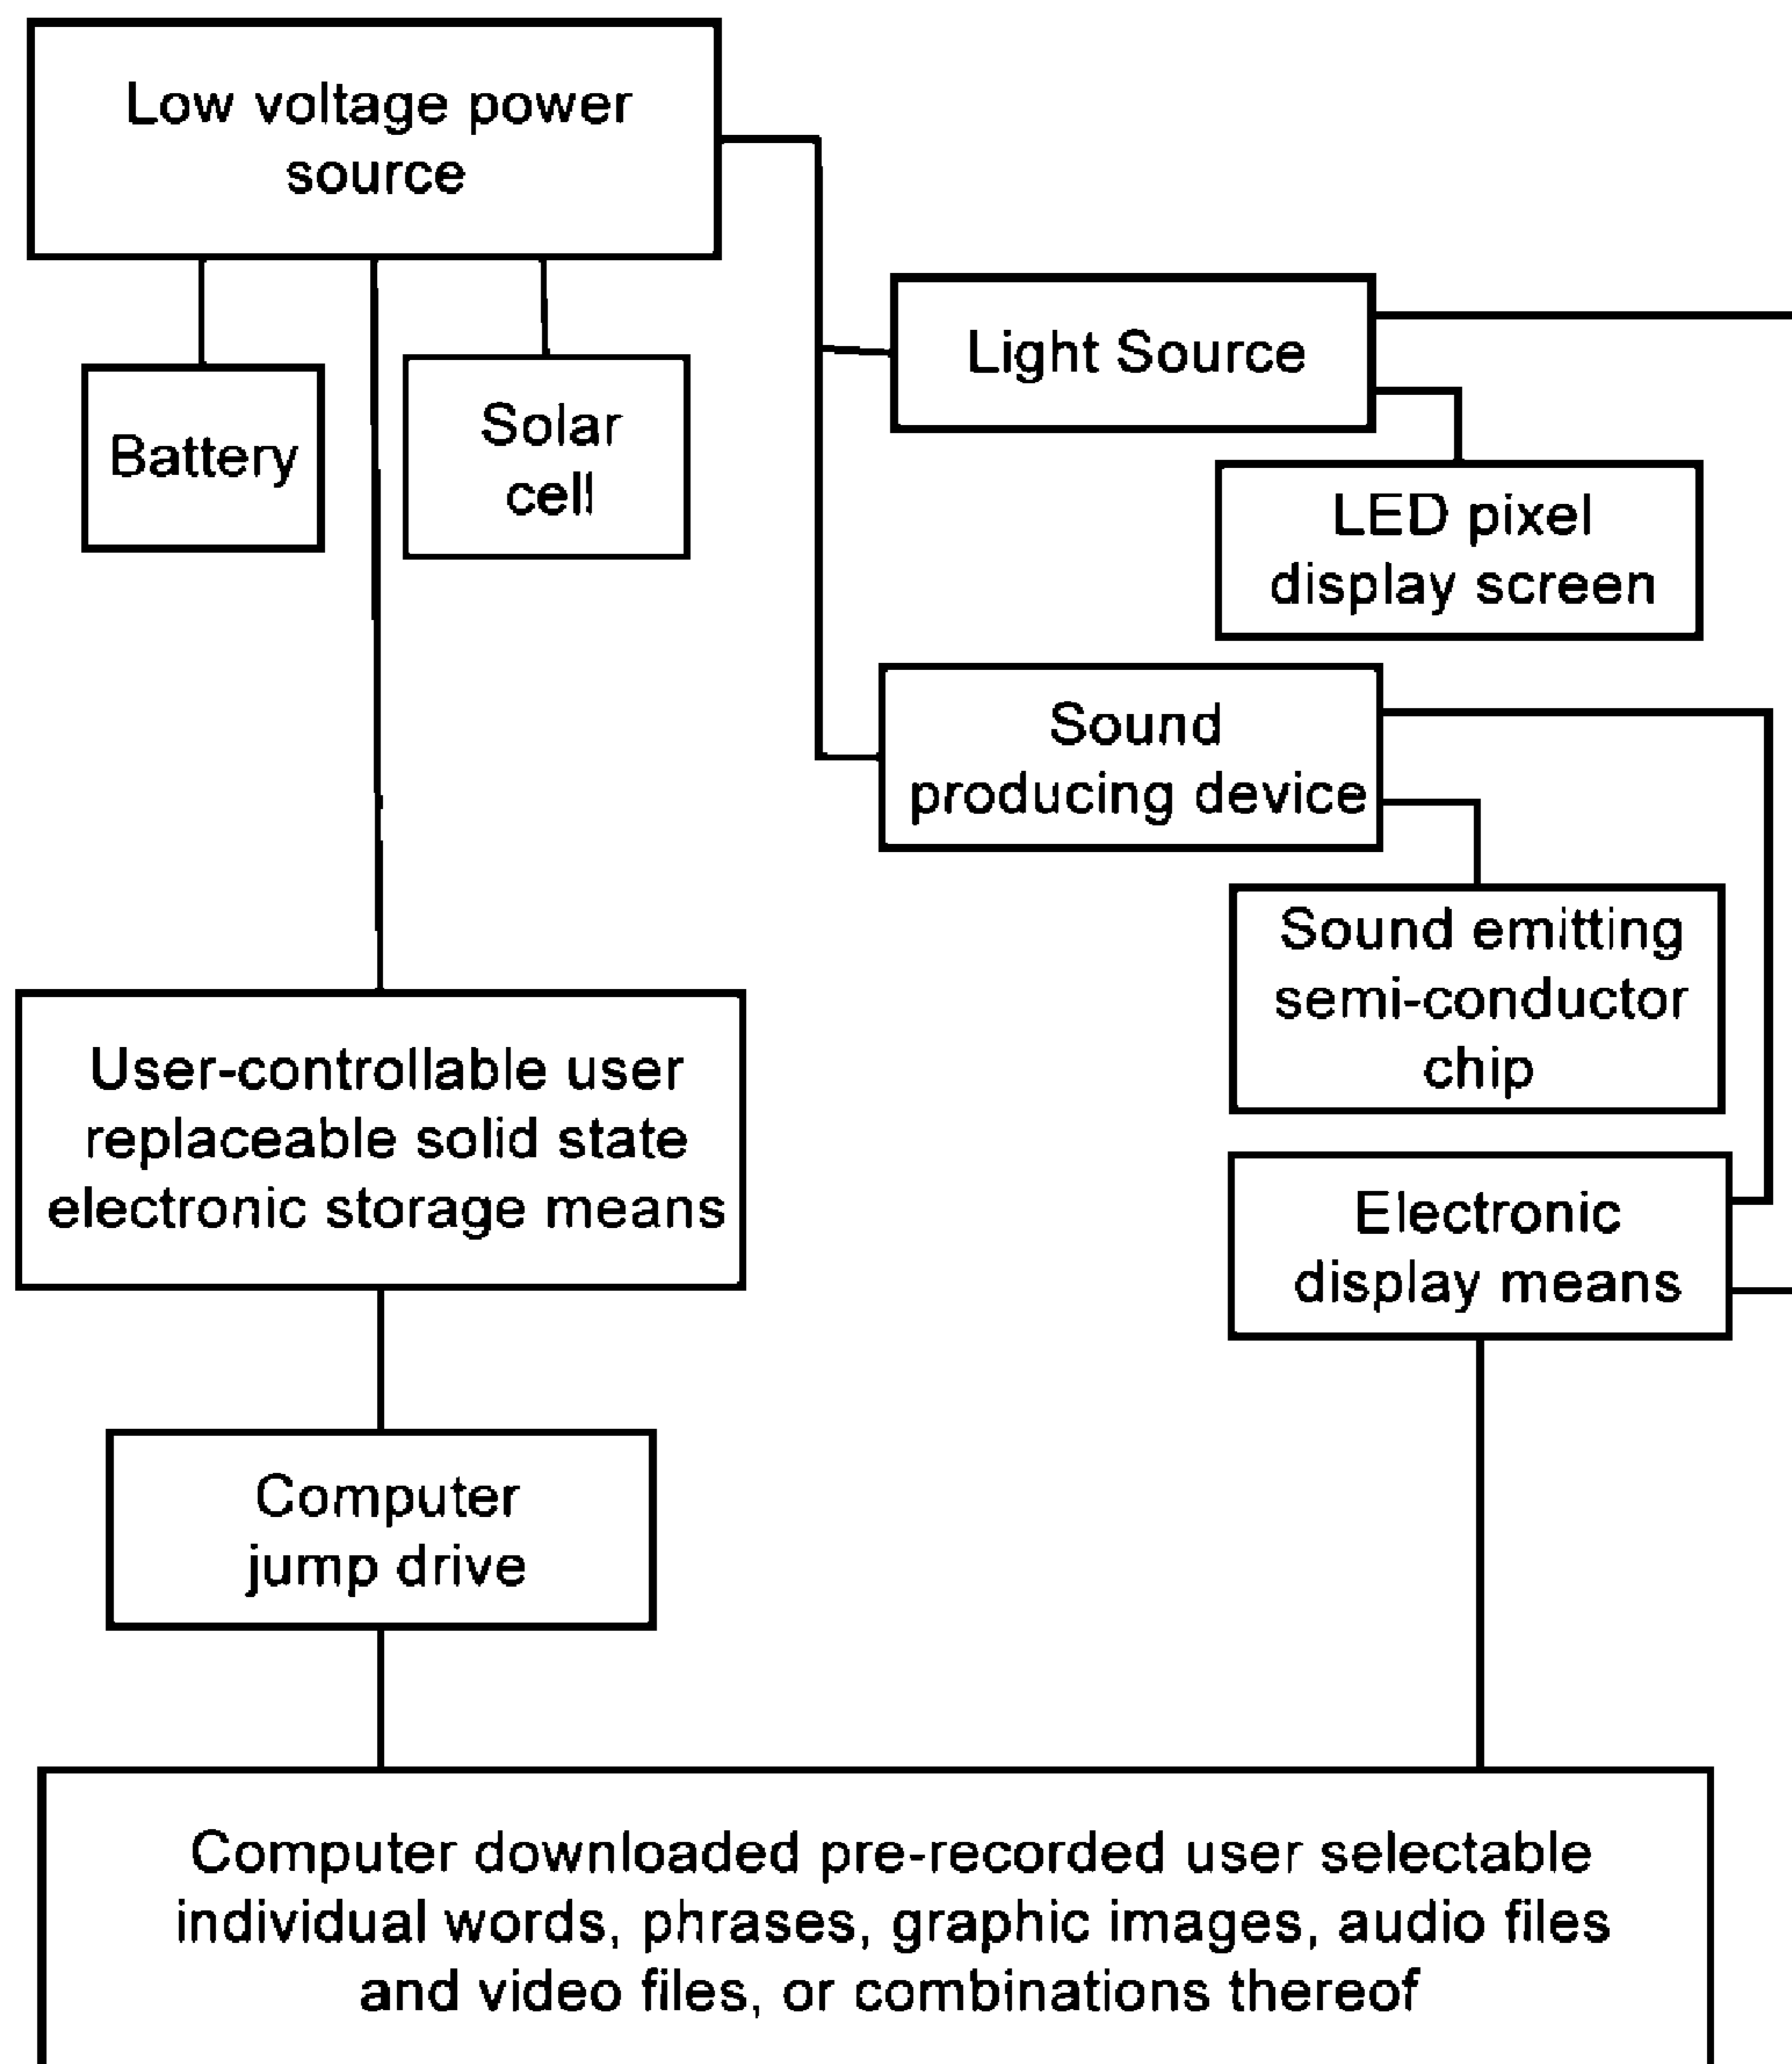 Low voltage power
source
Light Source
Battery
Solar
cell
LED pixel
display screen
Sound
producing device
Sound emitting
semi-conductor
chip
User-controllable user
replaceable solid state
electronic storage means
Electronic
display means
Computer
jump drive
Computer downloaded pre-recorded user selectable
individual words, phrases, graphic images, audio files
and video files, or combinations thereof